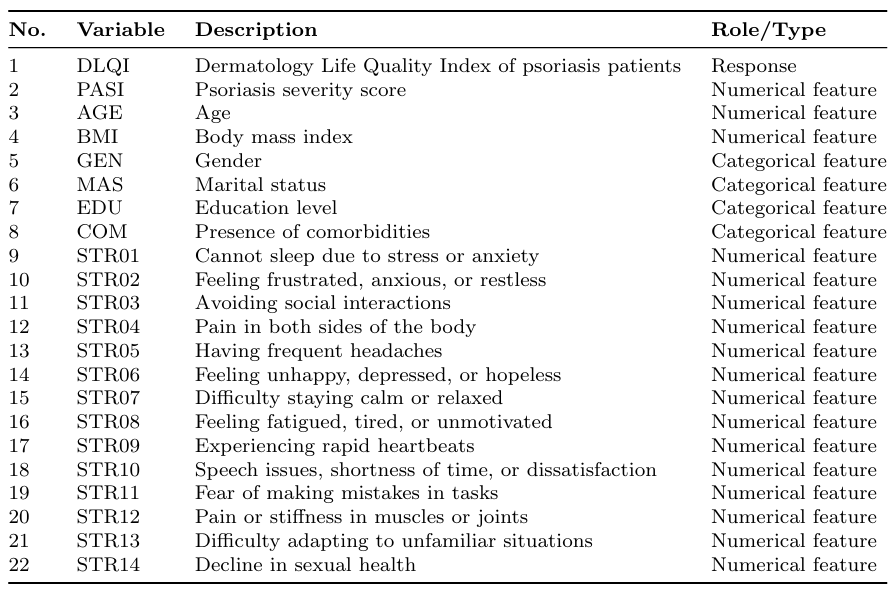 No. Variable Description Role/Type
1 DLQI Dermatology Life Quality Index of psoriasis patients Response
2 PASI Psoriasis severity score Numerical feature
3 AGE Age Numerical feature
4 BMI Body mass index Numerical feature
5 GEN Gender Categorical feature
6 MAS Marital status Categorical feature
7 EDU Education level Categorical feature
8 COM Presence of comorbidities Categorical feature
9 STR01 Cannot sleep due to stress or anxiety Numerical feature
10 STR02 Feeling frustrated, anxious, or restless Numerical feature
11 STR03 Avoiding social interactions Numerical feature
12 STR04 Pain in both sides of the body Numerical feature
13 STR05 Having frequent headaches Numerical feature
14 STR06 Feeling unhappy, depressed, or hopeless Numerical feature
15 STR07 Difficulty staying calm or relaxed Numerical feature
16 STR08 Feeling fatigued, tired, or unmotivated Numerical feature
17 STR09 Experiencing rapid heartbeats Numerical feature
18 STR10 Speech issues, shortness of time, or dissatisfaction Numerical feature
19 STR11 Fear of making mistakes in tasks Numerical feature
20 STR12 Pain or stiffness in muscles or joints Numerical feature
21 STR13 Difficulty adapting to unfamiliar situations Numerical feature
22 STR14 Decline in sexual health Numerical feature